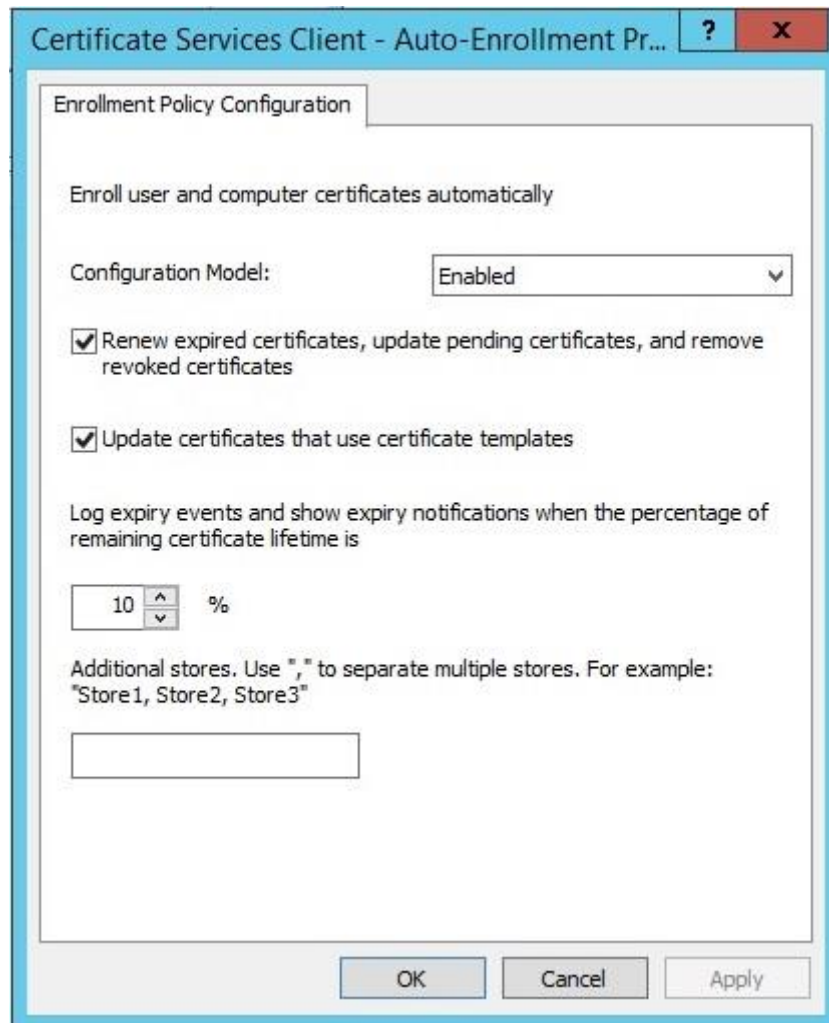 Certificate Services Client - Auto-Enrollment Pr... ? x
Enrollment Policy Configuration
Enroll user and computer certificates automatically
Configuration Model: Enabled
Renew expired certificates, update pending certificates, and remove
revoked certificates
Update certificates that use certificate templates
Log expiry events and show expiry notifications when the percentage of
remaining certificate lifetime is
10 %
Additional stores. Use "," to separate multiple stores. For example:
"Store1, Store2, Store3"
OK Cancel Apply